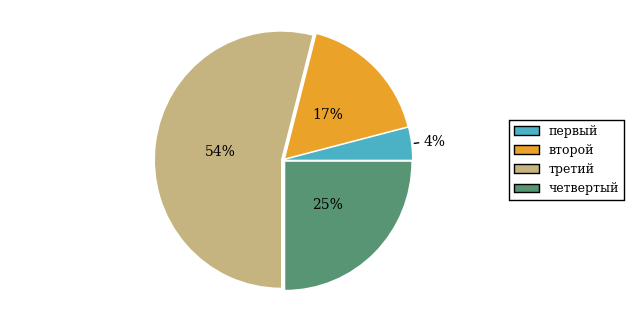 17%
54%
4%
25%
первый
второй
третий
четвертый